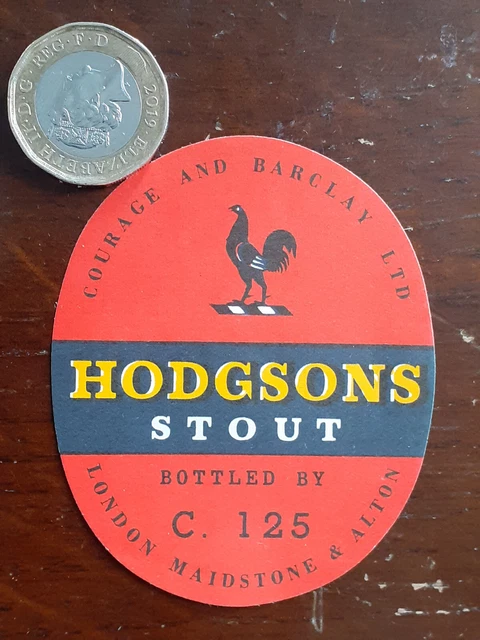 2019 · ELIZABETH II · D · G · REG · F · D
COURAGE AND BARCLAY LTD
HODGSONS
STOUT
BOTTLED BY
C. 125
LONDON MAIDSTONE & ALTON